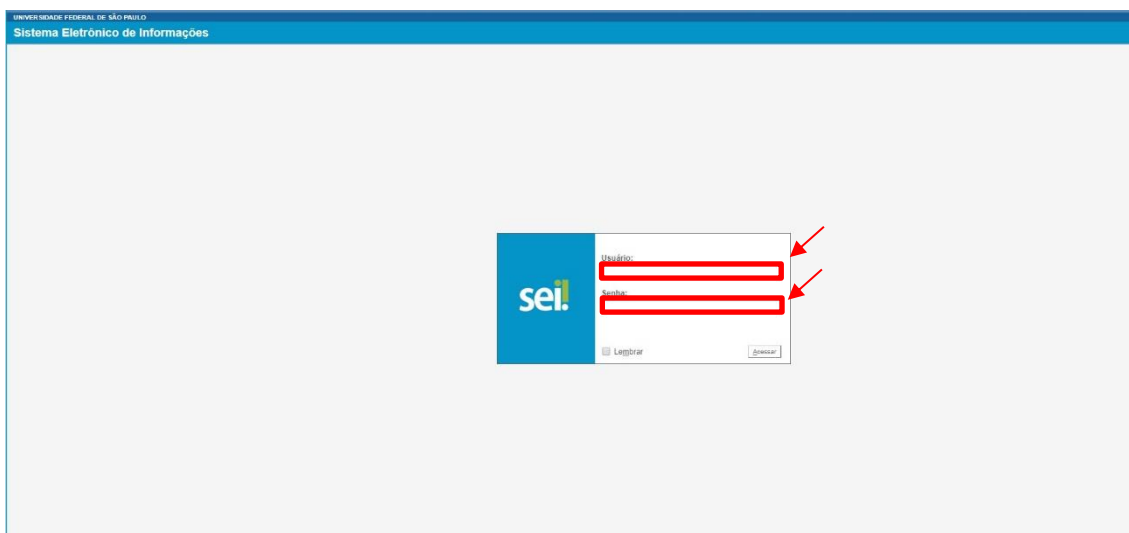 UNIVERSIDADE FEDERAL DE SÃO PAULO
Sistema Eletrônico de Informações
sei!
Usuário:
Senha:
Lembrar
Acessar